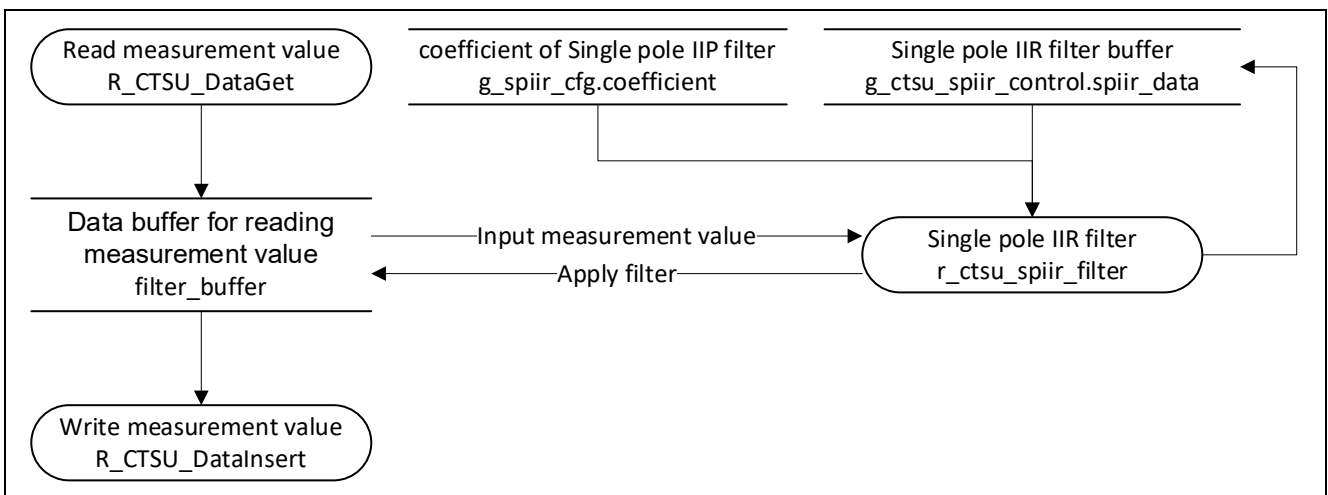 Read measurement value
R_CTSU_DataGet
coefficient of Single pole IIP filter
g_spiir_cfg.coefficient
Single pole IIR filter buffer
g_ctsu_spiir_control.spiir_data
Data buffer for reading
measurement value
filter_buffer
Input measurement value
Apply filter
Single pole IIR filter
r_ctsu_spiir_filter
Write measurement value
R_CTSU_DataInsert